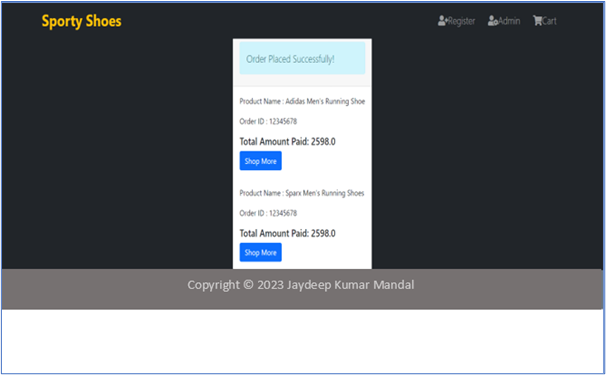 Sporty Shoes
Register Admin Cart
Order Placed Successfully!
Product Name : Adidas Men's Running Shoe
Order ID : 12345678
Total Amount Paid: 2598.0
Shop More
Product Name : Sparx Men's Running Shoes
Order ID : 12345678
Total Amount Paid: 2598.0
Shop More
Copyright © 2023 Jaydeep Kumar Mandal